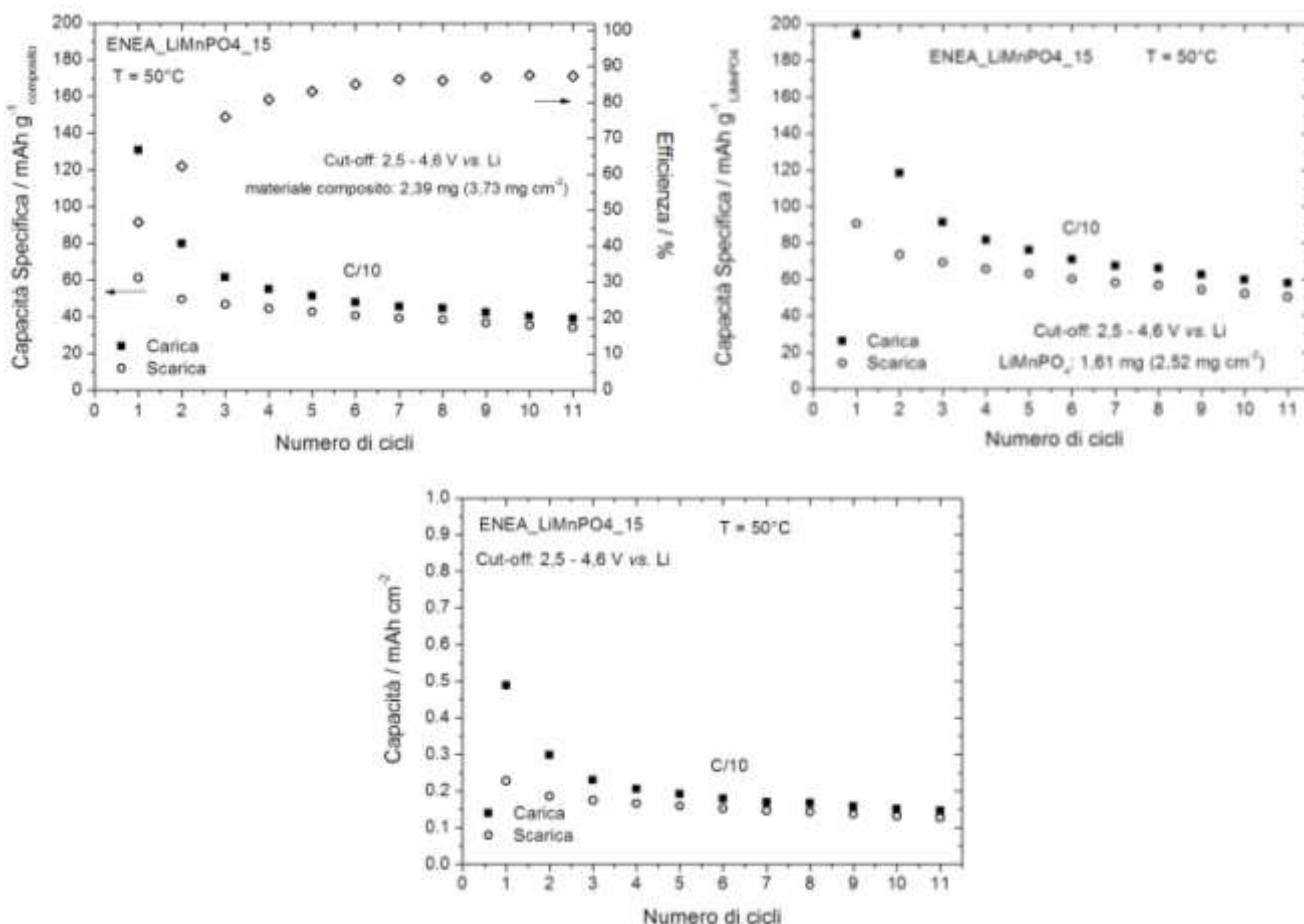 ENEA_LiMnPO4_15
T = 50°C
Cut-off: 2,5 - 4,6 V vs. Li
materiale composito: 2,39 mg (3,73 mg cm⁻²)
C/10
Carica
Scarica
Capacità Specifica / mAh g⁻¹ composito
200
180
160
140
120
100
80
60
40
20
0
Efficienza / %
100
90
80
70
60
50
40
30
20
10
0
0 1 2 3 4 5 6 7 8 9 10 11
Numero di cicli
ENEA_LiMnPO4_15 T = 50°C
C/10
Cut-off: 2,5 - 4,6 V vs. Li
LiMnPO₄: 1,61 mg (2,52 mg cm⁻²)
Carica
Scarica
Capacità Specifica / mAh g⁻¹ LiMnPO4
200
180
160
140
120
100
80
60
40
20
0
0 1 2 3 4 5 6 7 8 9 10 11
Numero di cicli
ENEA_LiMnPO4_15 T = 50°C
Cut-off: 2,5 - 4,6 V vs. Li
C/10
Carica
Scarica
Capacità / mAh cm⁻²
1.0
0.9
0.8
0.7
0.6
0.5
0.4
0.3
0.2
0.1
0.0
0 1 2 3 4 5 6 7 8 9 10 11
Numero di cicli